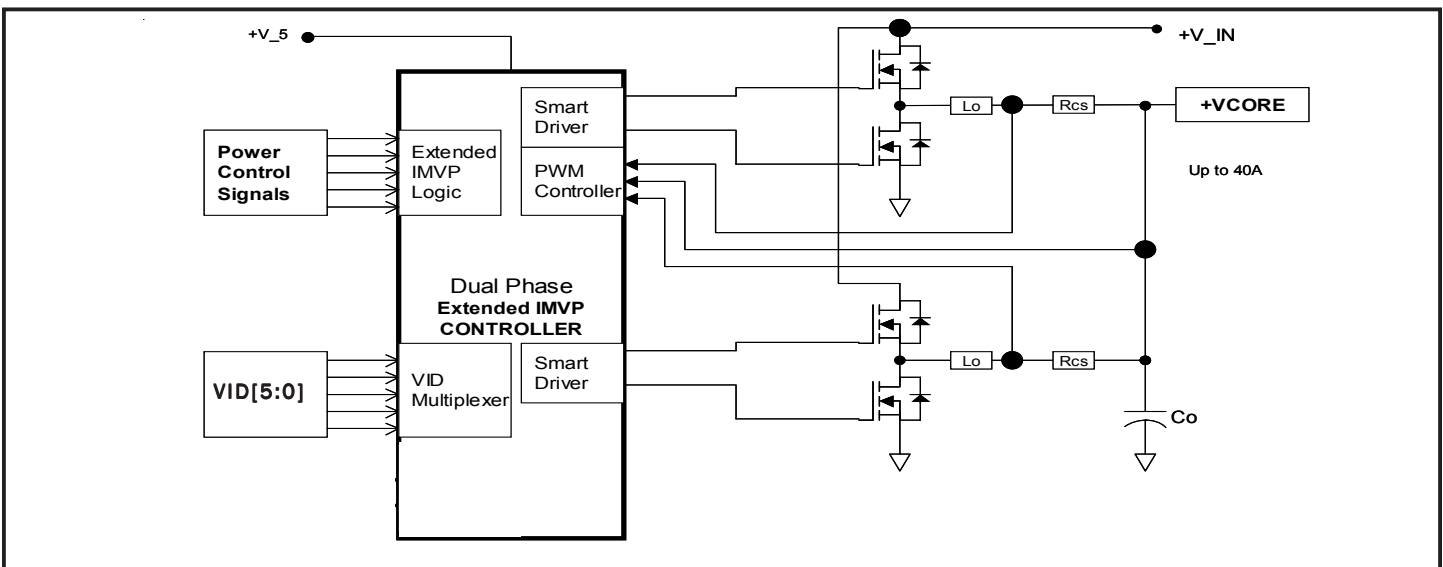 +V_5
+V_IN
Smart
Driver
Lo
Rcs
+VCORE
Power
Control
Signals
Extended
IMVP
Logic
PWM
Controller
Up to 40A
Dual Phase
Extended IMVP
CONTROLLER
VID[5:0]
VID
Multiplexer
Smart
Driver
Lo
Rcs
Co